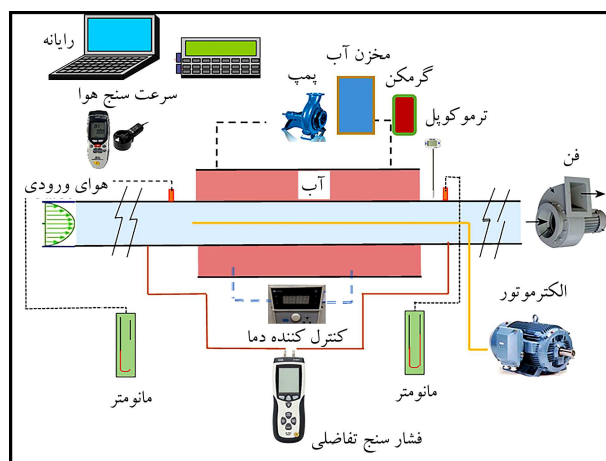 رایانه
مخزن آب
پمپ
گرمکن
سرعت سنج هوا
ترموکوپل
فن
هوای ورودی
آب
الکتروموتور
کنترل کننده دما
مانومتر
مانومتر
فشار سنج تفاضلی